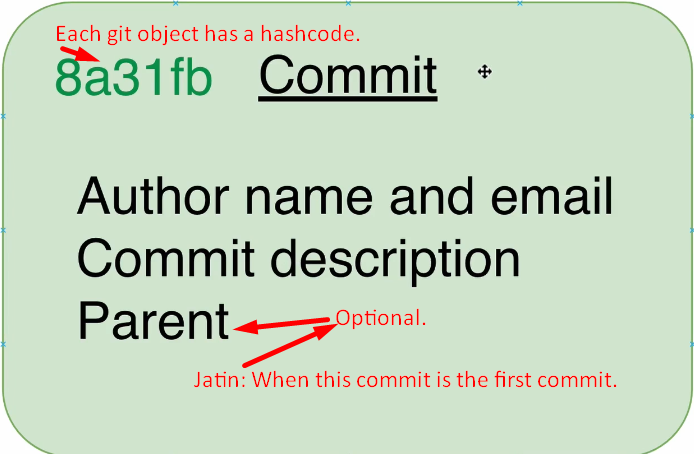 Each git object has a hashcode.
8a31fb Commit
Author name and email
Commit description
Parent
Optional.
Jatin: When this commit is the first commit.